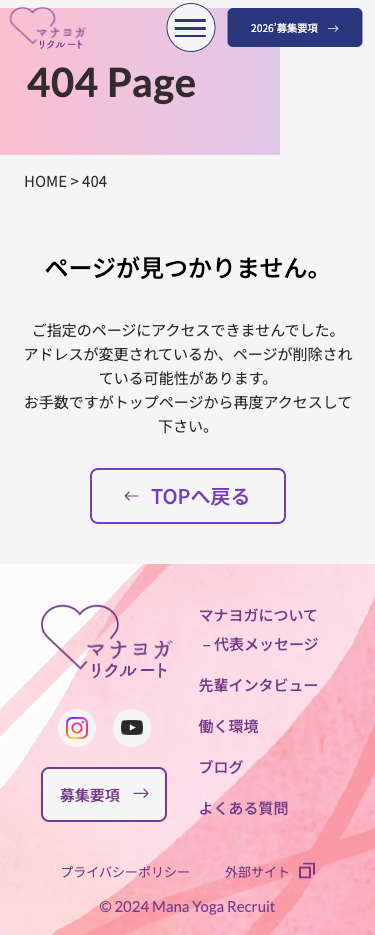 マナヨガ
リクルート
2026’募集要項
404 Page
HOME > 404
ページが見つかりません。
ご指定のページにアクセスできませんでした。
アドレスが変更されているか、ページが削除され
ている可能性があります。
お手数ですがトップページから再度アクセスして
下さい。
← TOPへ戻る
マナヨガ
リクルート
募集要項 →
マナヨガについて
– 代表メッセージ
先輩インタビュー
働く環境
ブログ
よくある質問
プライバシーポリシー
外部サイト
© 2024 Mana Yoga Recruit